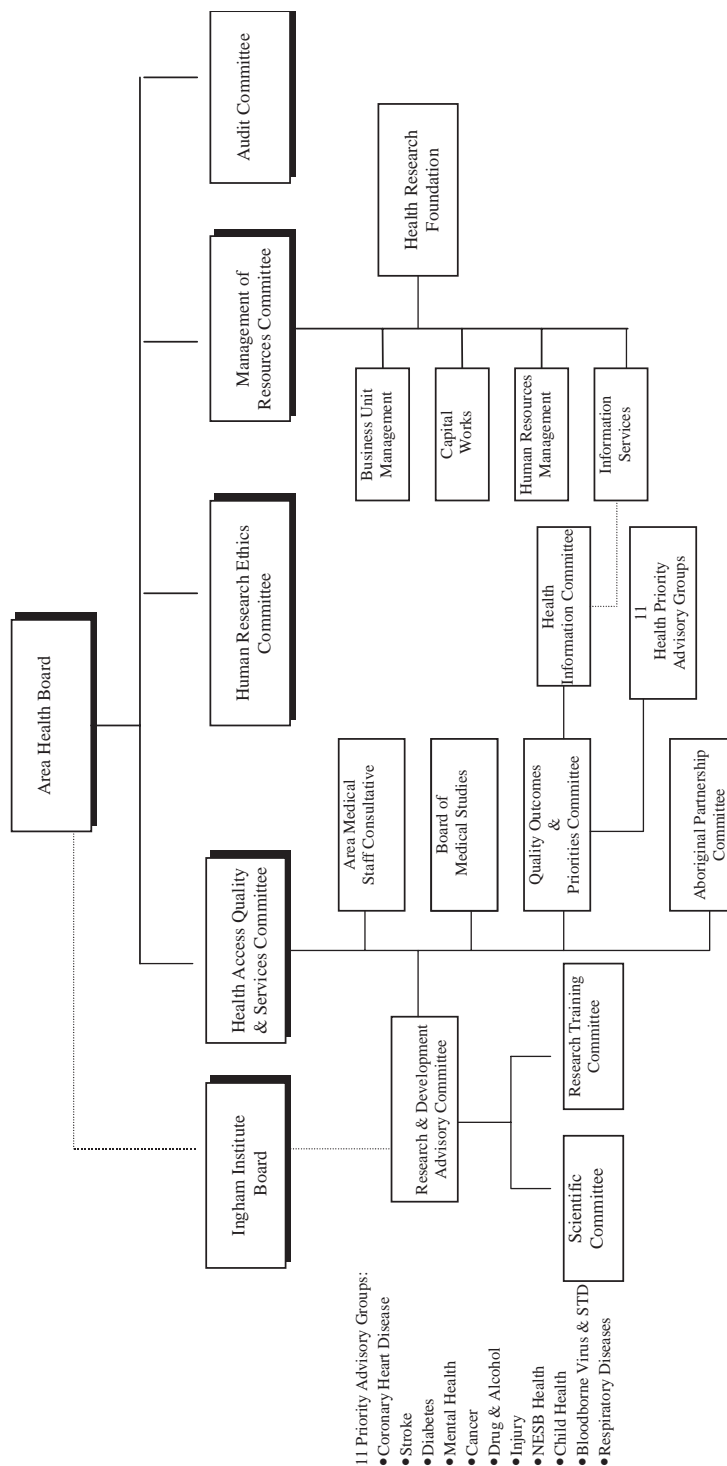 Area Health Board
Ingham Institute
Board
Health Access Quality
& Services Committee
Human Research Ethics
Committee
Management of
Resources Committee
Audit Committee
Research & Development
Advisory Committee
Area Medical
Staff Consultative
Board of
Medical Studies
Quality Outcomes
&
Priorities Committee
Aboriginal Partnership
Committee
Health
Information Committee
11
Health Priority
Advisory Groups
Business Unit
Management
Capital
Works
Human Resources
Management
Information
Services
Health Research
Foundation
Scientific
Committee
Research Training
Committee
11 Priority Advisory Groups:
•Coronary Heart Disease
•Stroke
•Diabetes
•Mental Health
•Cancer
•Drug & Alcohol
•Injury
•NESB Health
•Child Health
•Bloodborne Virus & STD
•Respiratory Diseases